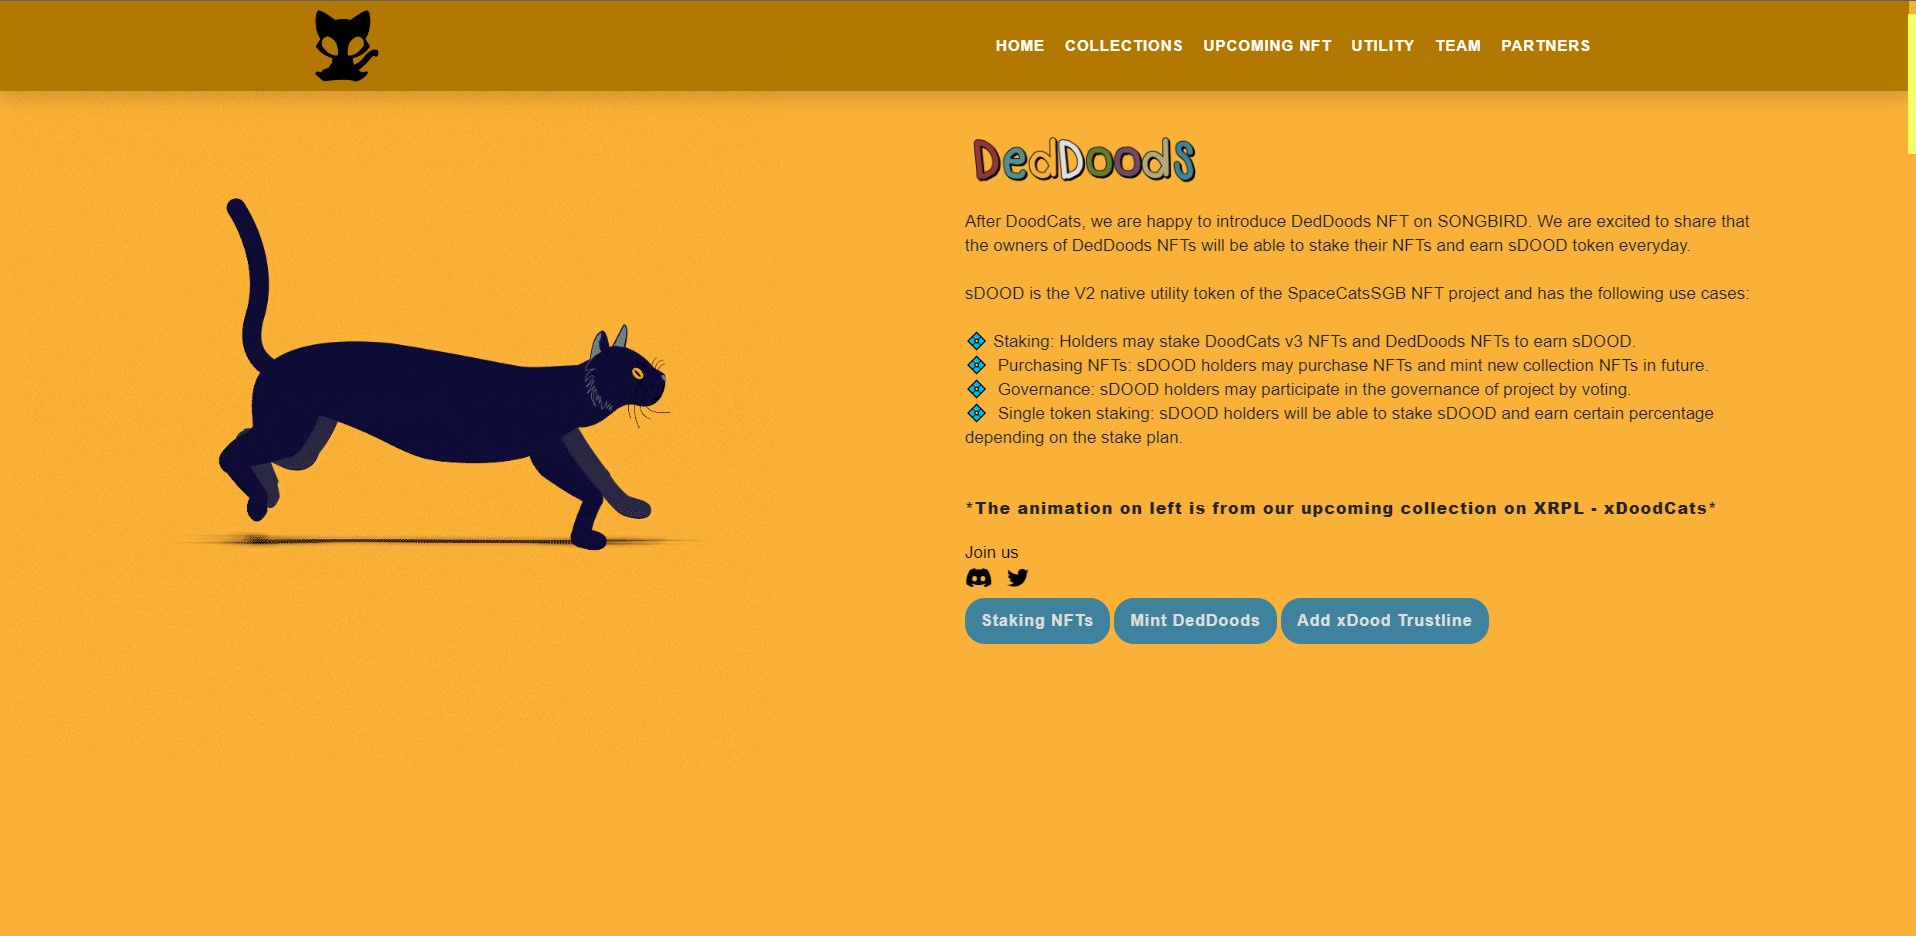 HOME COLLECTIONS UPCOMING NFT UTILITY TEAM PARTNERS
DedDoods
After DoodCats, we are happy to introduce DedDoods NFT on SONGBIRD. We are excited to share that
the owners of DedDoods NFTs will be able to stake their NFTs and earn sDOOD token everyday.
sDOOD is the V2 native utility token of the SpaceCatsSGB NFT project and has the following use cases:
💠 Staking: Holders may stake DoodCats v3 NFTs and DedDoods NFTs to earn sDOOD.
💠 Purchasing NFTs: sDOOD holders may purchase NFTs and mint new collection NFTs in future.
💠 Governance: sDOOD holders may participate in the governance of project by voting.
💠 Single token staking: sDOOD holders will be able to stake sDOOD and earn certain percentage
depending on the stake plan.
*The animation on left is from our upcoming collection on XRPL - xDoodCats*
Join us
Staking NFTs Mint DedDoods Add xDood Trustline